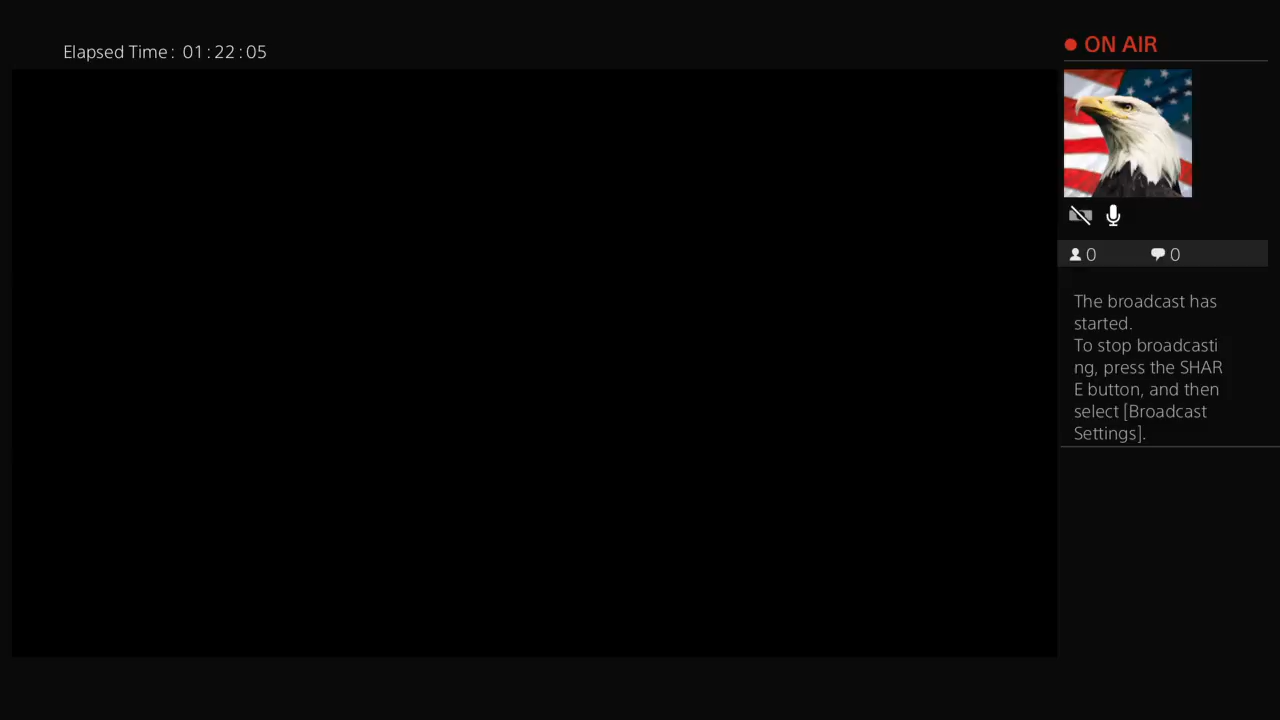 Elapsed Time: 01:22:05
ON AIR
0 0
The broadcast has
started.
To stop broadcasti
ng, press the SHAR
E button, and then
select [Broadcast
Settings].